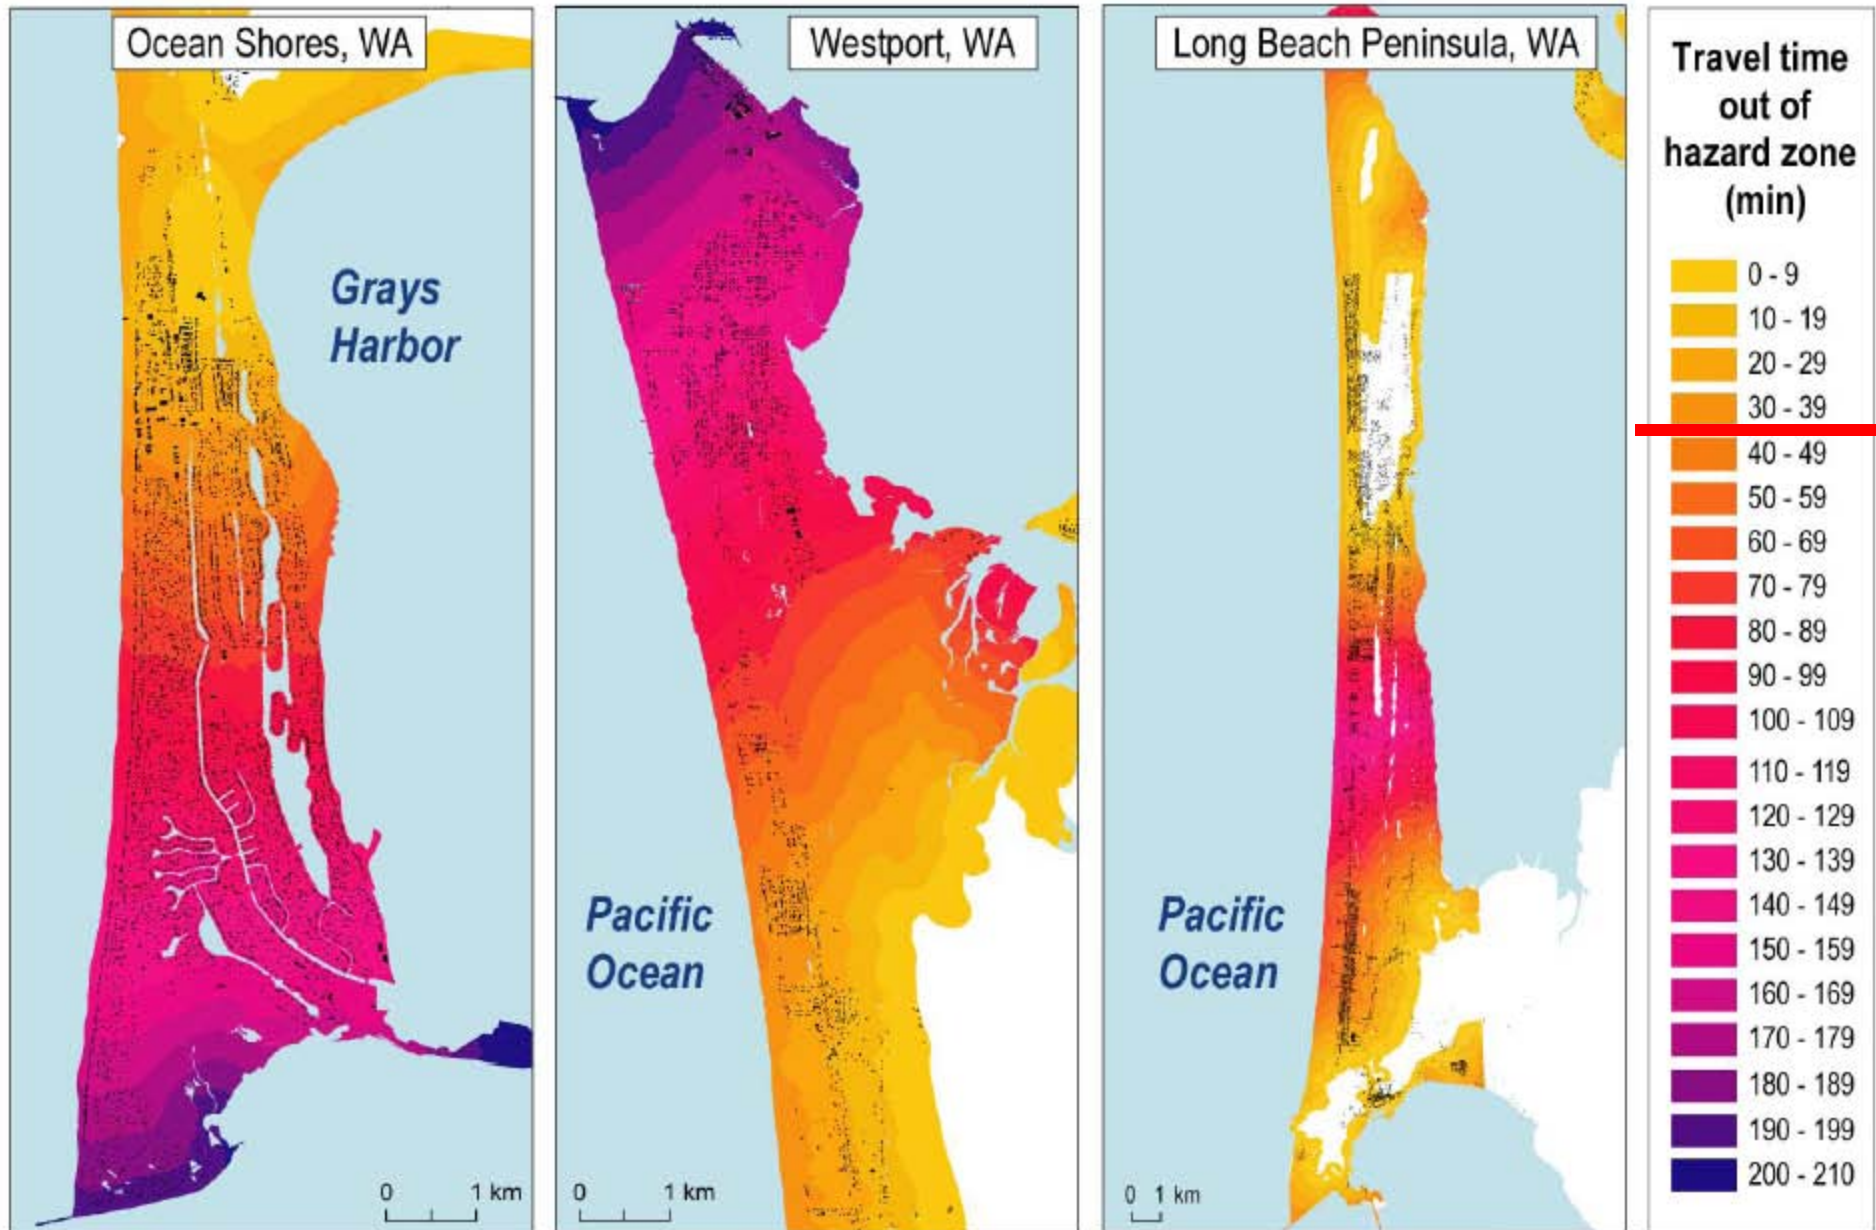 Ocean Shores, WA
Grays
Harbor
0 1 km
Westport, WA
Pacific
Ocean
0 1 km
Long Beach Peninsula, WA
Pacific
Ocean
0 1 km
Travel time
out of
hazard zone
(min)
0 - 9
10 - 19
20 - 29
30 - 39
40 - 49
50 - 59
60 - 69
70 - 79
80 - 89
90 - 99
100 - 109
110 - 119
120 - 129
130 - 139
140 - 149
150 - 159
160 - 169
170 - 179
180 - 189
190 - 199
200 - 210